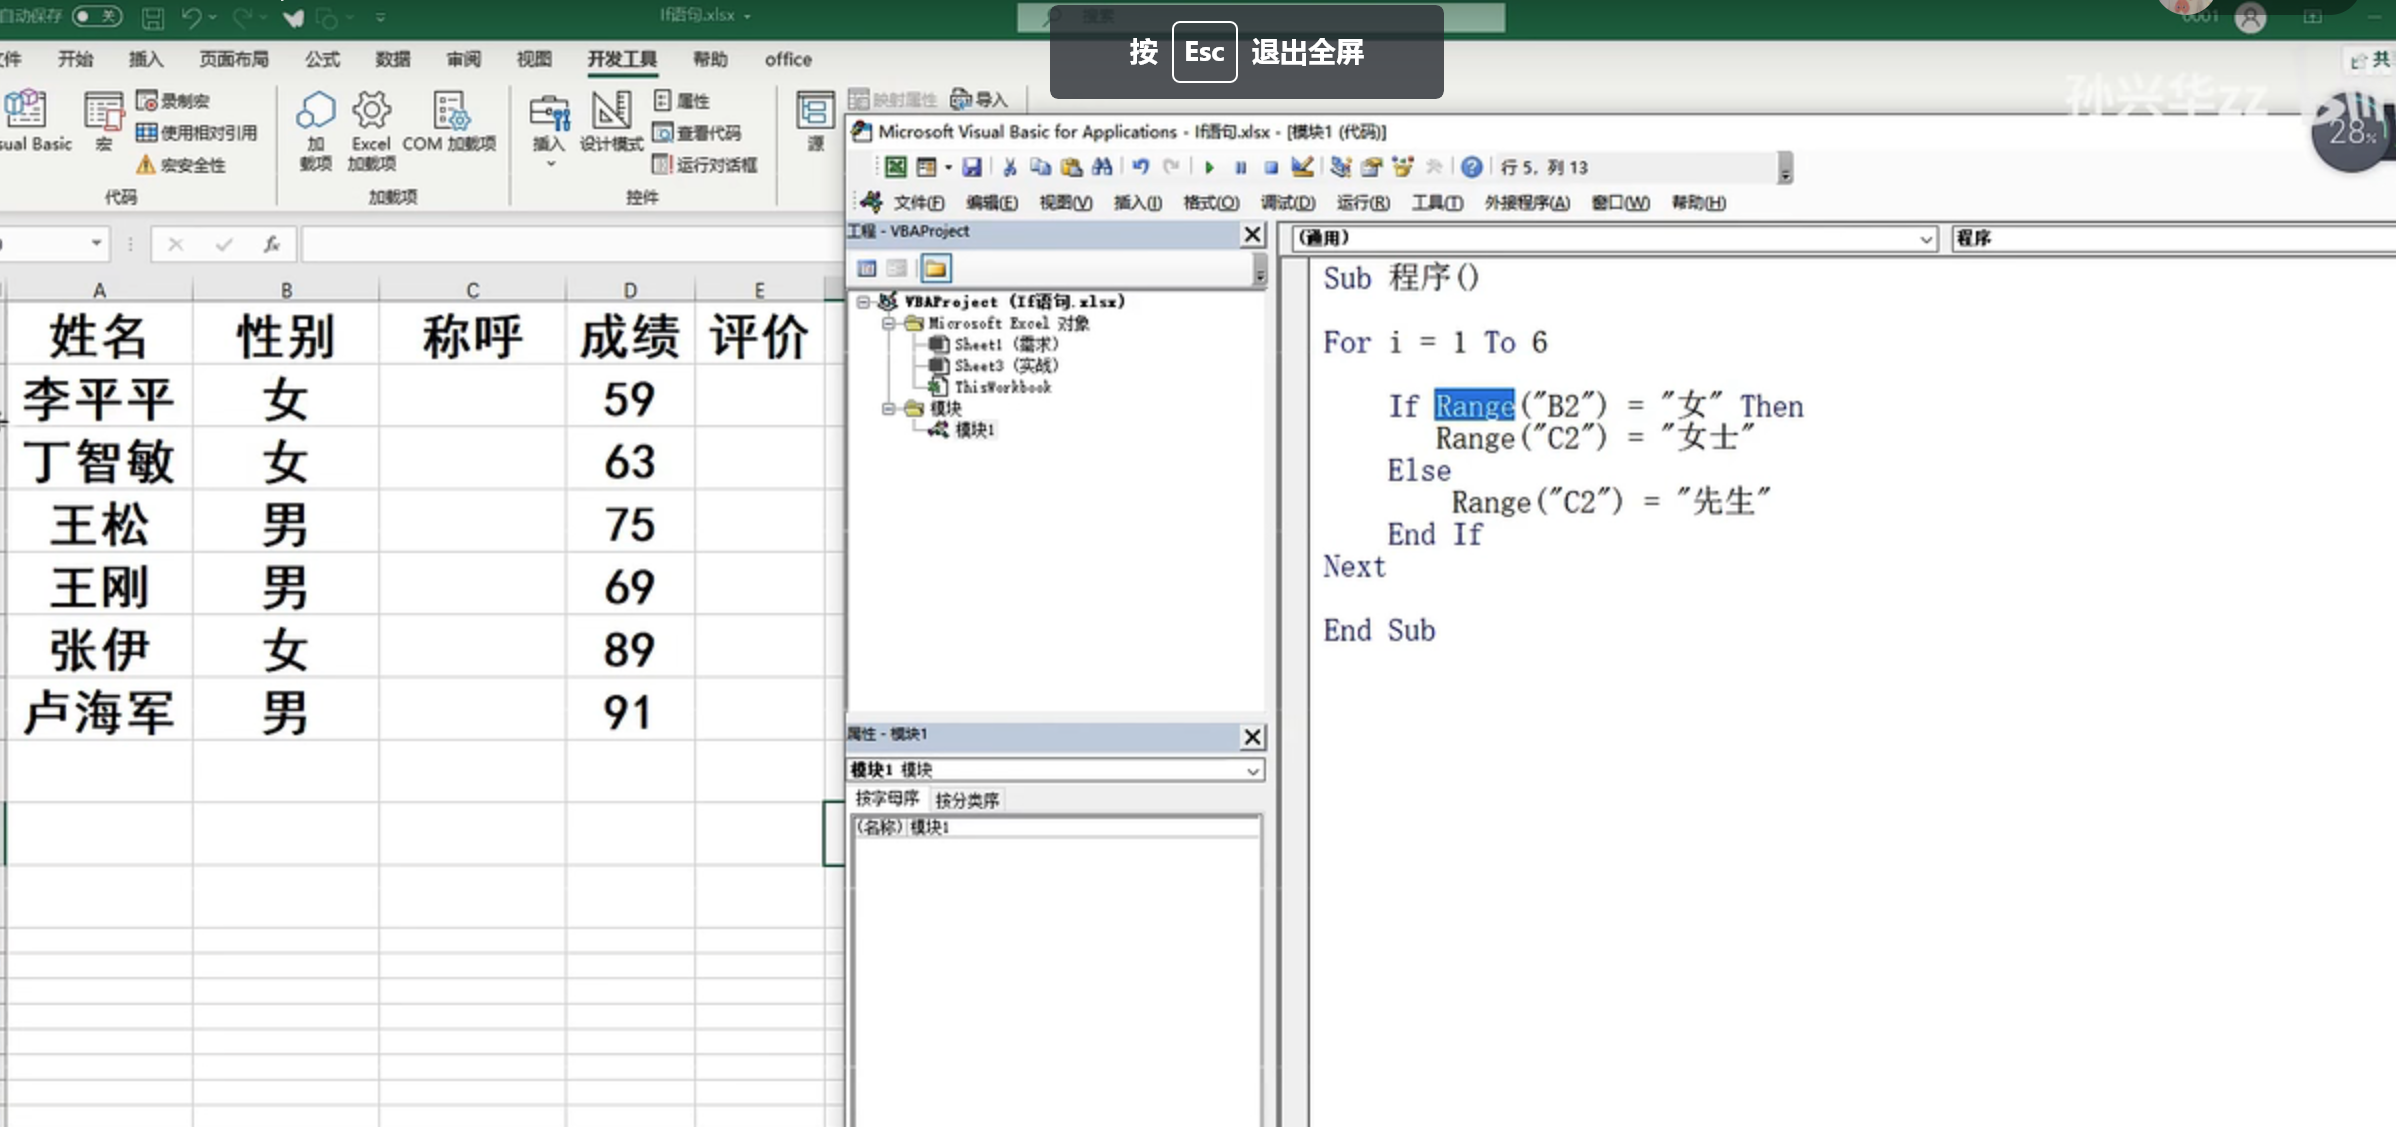 自动保存 关 If语句.xlsx 搜索 0001
按 Esc 退出全屏
文件 开始 插入 页面布局 公式 数据 审阅 视图 开发工具 帮助 office 共
孙兴华zz
28%
Visual Basic
宏
录制宏
使用相对引用
宏安全性
代码
加载项
Excel 加载项
COM 加载项
加载项
插入
设计模式
属性
查看代码
运行对话框
控件
源
映射属性
导入
Microsoft Visual Basic for Applications - If语句.xlsx - [模块1 (代码)]
行 5, 列 13
文件(F) 编辑(E) 视图(V) 插入(I) 格式(O) 调试(D) 运行(R) 工具(T) 外接程序(A) 窗口(W) 帮助(H)
工程 - VBAProject
VBAProject (If语句.xlsx)
Microsoft Excel 对象
Sheet1 (需求)
Sheet3 (实战)
ThisWorkbook
模块
模块1
属性 - 模块1
模块1 模块
按字母序 按分类序
(名称) 模块1
(通用) 程序
Sub 程序()
For i = 1 To 6
If Range("B2") = "女" Then
Range("C2") = "女士"
Else
Range("C2") = "先生"
End If
Next
End Sub
fx
A B C D E
姓名 性别 称呼 成绩 评价
李平平 女 59
丁智敏 女 63
王松 男 75
王刚 男 69
张伊 女 89
卢海军 男 91